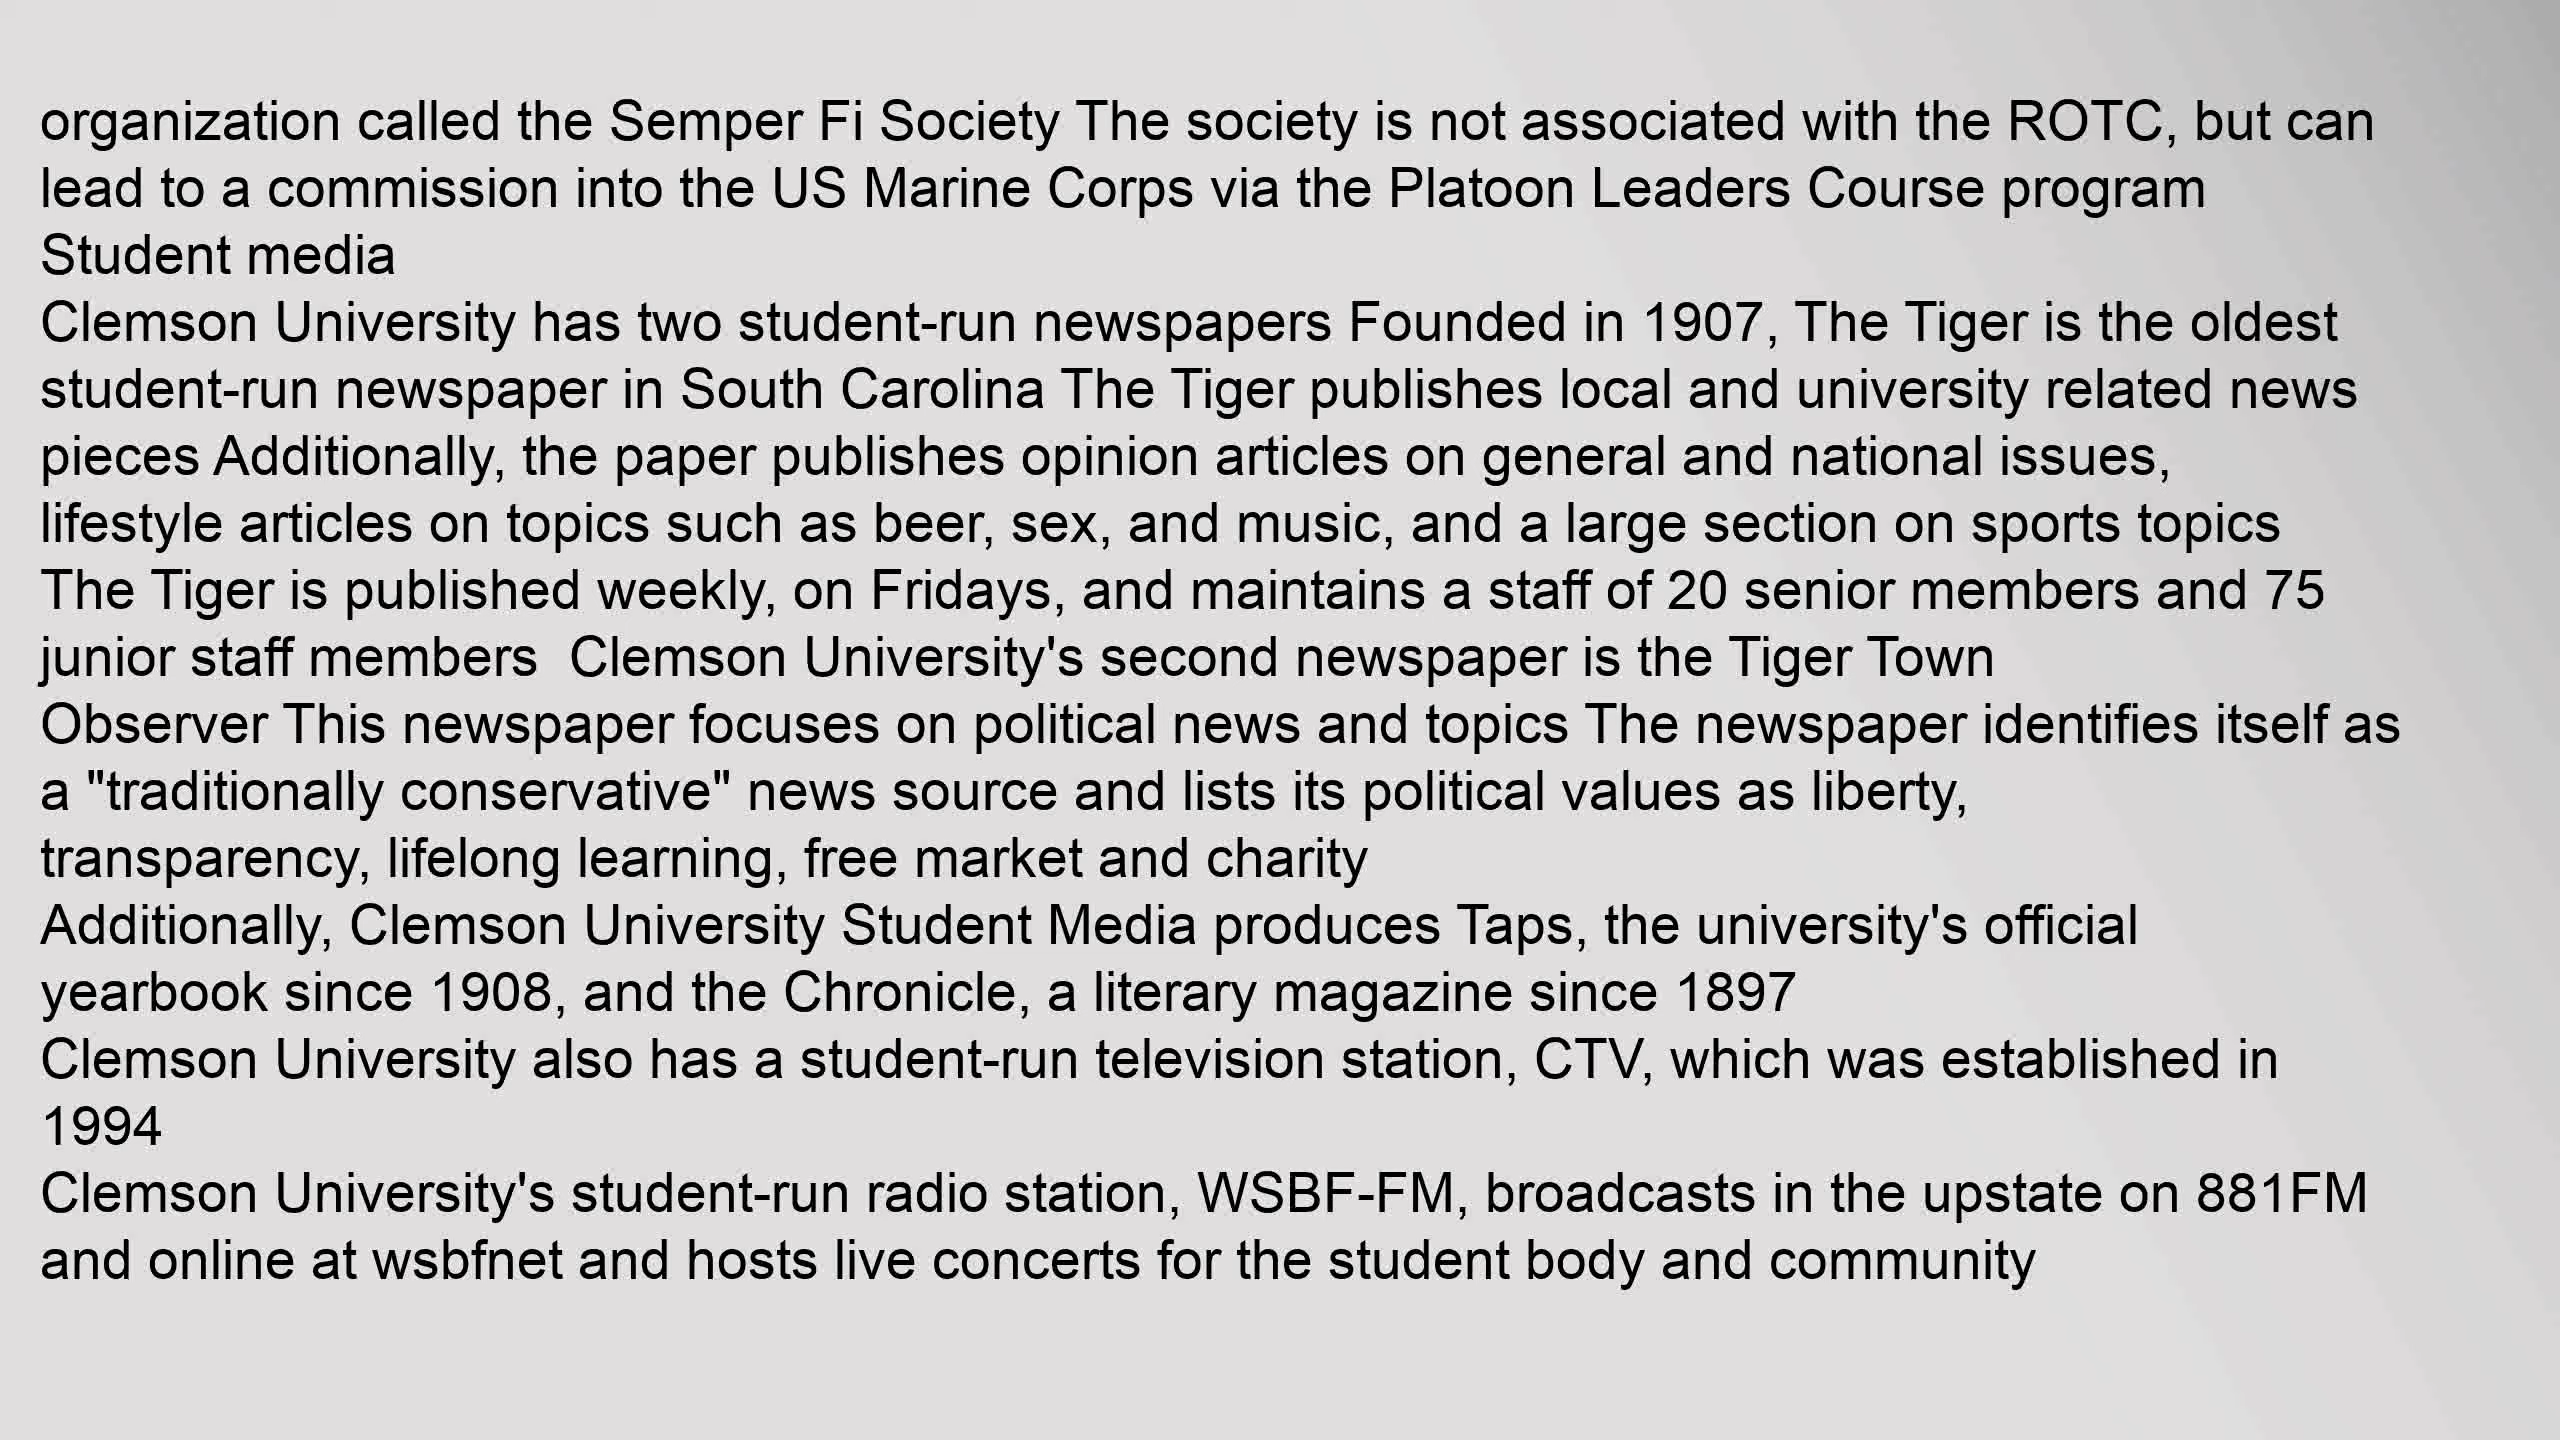 organization called the Semper Fi Society The society is not associated with the ROTC, but can
lead to a commission into the US Marine Corps via the Platoon Leaders Course program
Student media
Clemson University has two student-run newspapers Founded in 1907, The Tiger is the oldest
student-run newspaper in South Carolina The Tiger publishes local and university related news
pieces Additionally, the paper publishes opinion articles on general and national issues,
lifestyle articles on topics such as beer, sex, and music, and a large section on sports topics
The Tiger is published weekly, on Fridays, and maintains a staff of 20 senior members and 75
junior staff members  Clemson University's second newspaper is the Tiger Town
Observer This newspaper focuses on political news and topics The newspaper identifies itself as
a "traditionally conservative" news source and lists its political values as liberty,
transparency, lifelong learning, free market and charity
Additionally, Clemson University Student Media produces Taps, the university's official
yearbook since 1908, and the Chronicle, a literary magazine since 1897
Clemson University also has a student-run television station, CTV, which was established in
1994
Clemson University's student-run radio station, WSBF-FM, broadcasts in the upstate on 881FM
and online at wsbfnet and hosts live concerts for the student body and community